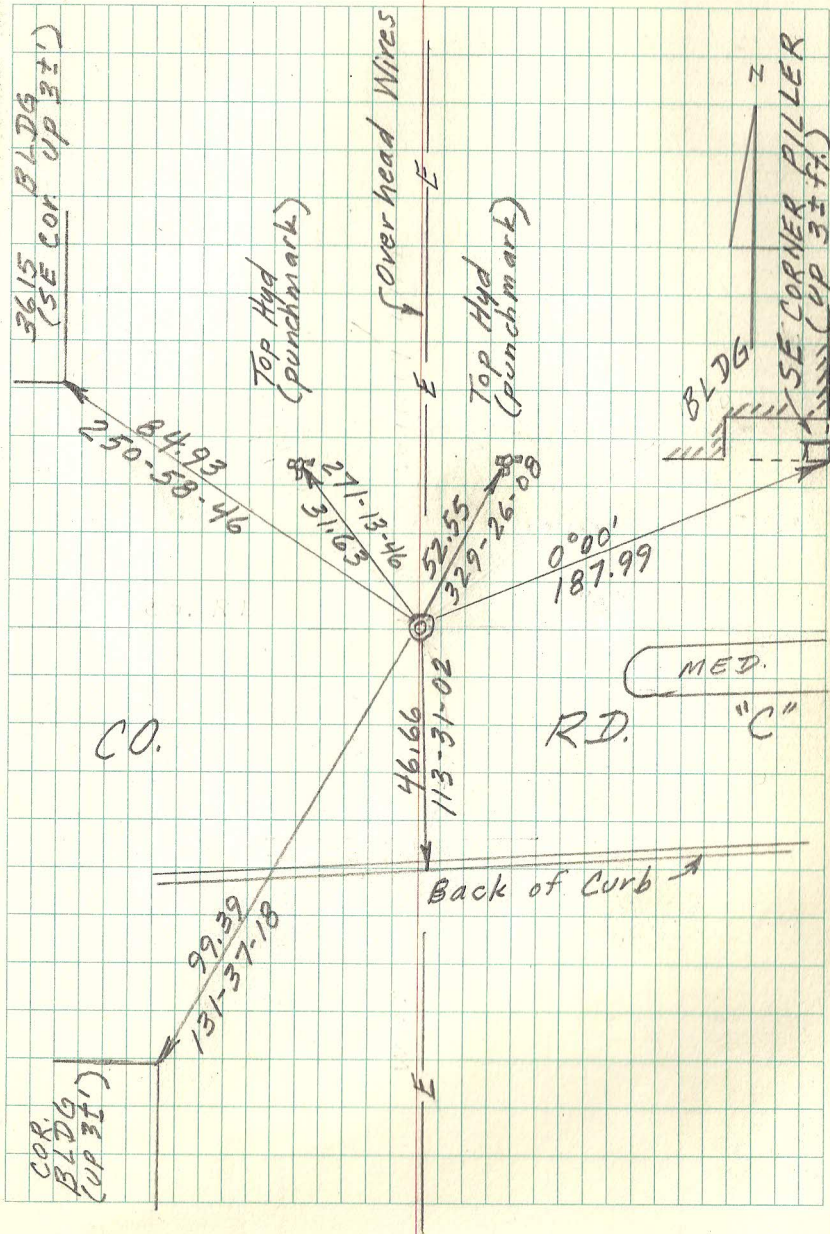 3615 BLDG
(SE cor UP 3±')
Over head Wires
Top Hyd
(punchmark)
E
E
Top Hyd
(punchmark)
N
BLDG
SE CORNER PILLER
(UP 3± ft.)
84.93
250-58-46
271-13-46
31.63
52.55
329-26-08
0°00'
187.99
MED.
CO.
RD.
"C"
46.66
113-31-02
Back of Curb
99.39
131-37-18
E
COR.
BLDG
(UP 3±')